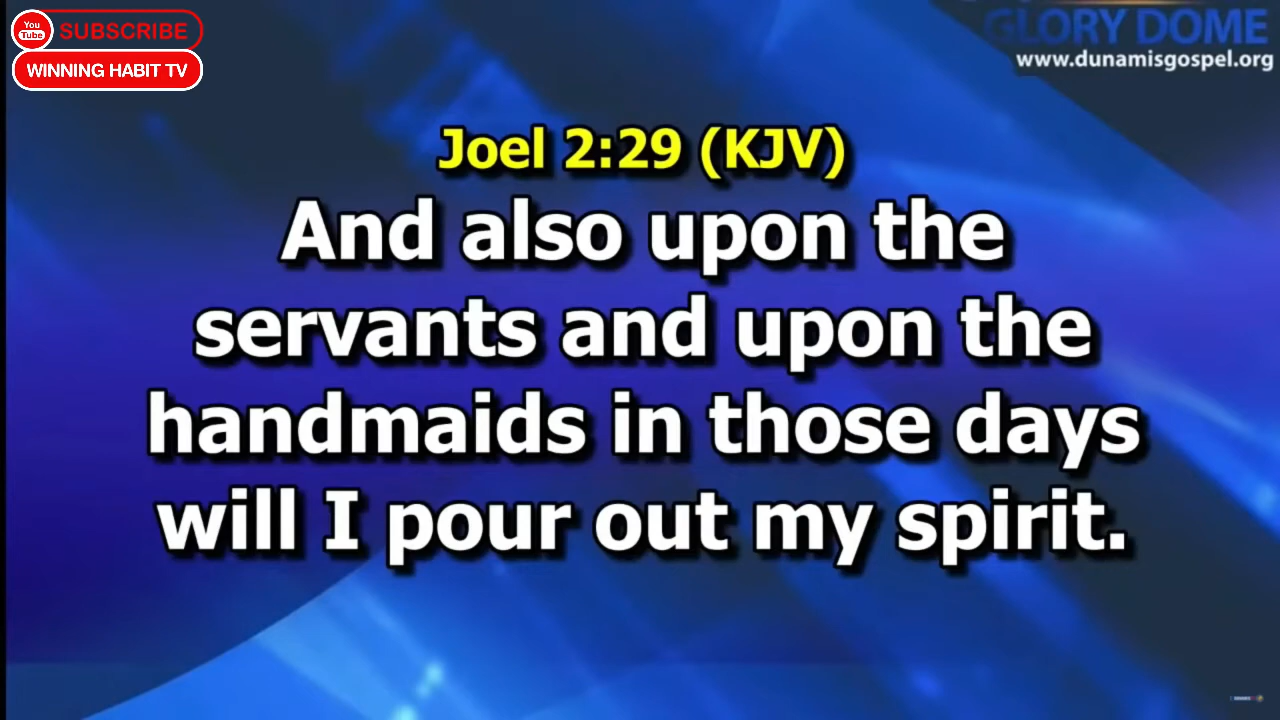 You
Tube
SUBSCRIBE
WINNING HABIT TV
GLORY DOME
www.dunamisgospel.org
Joel 2:29 (KJV)
And also upon the
servants and upon the
handmaids in those days
will I pour out my spirit.